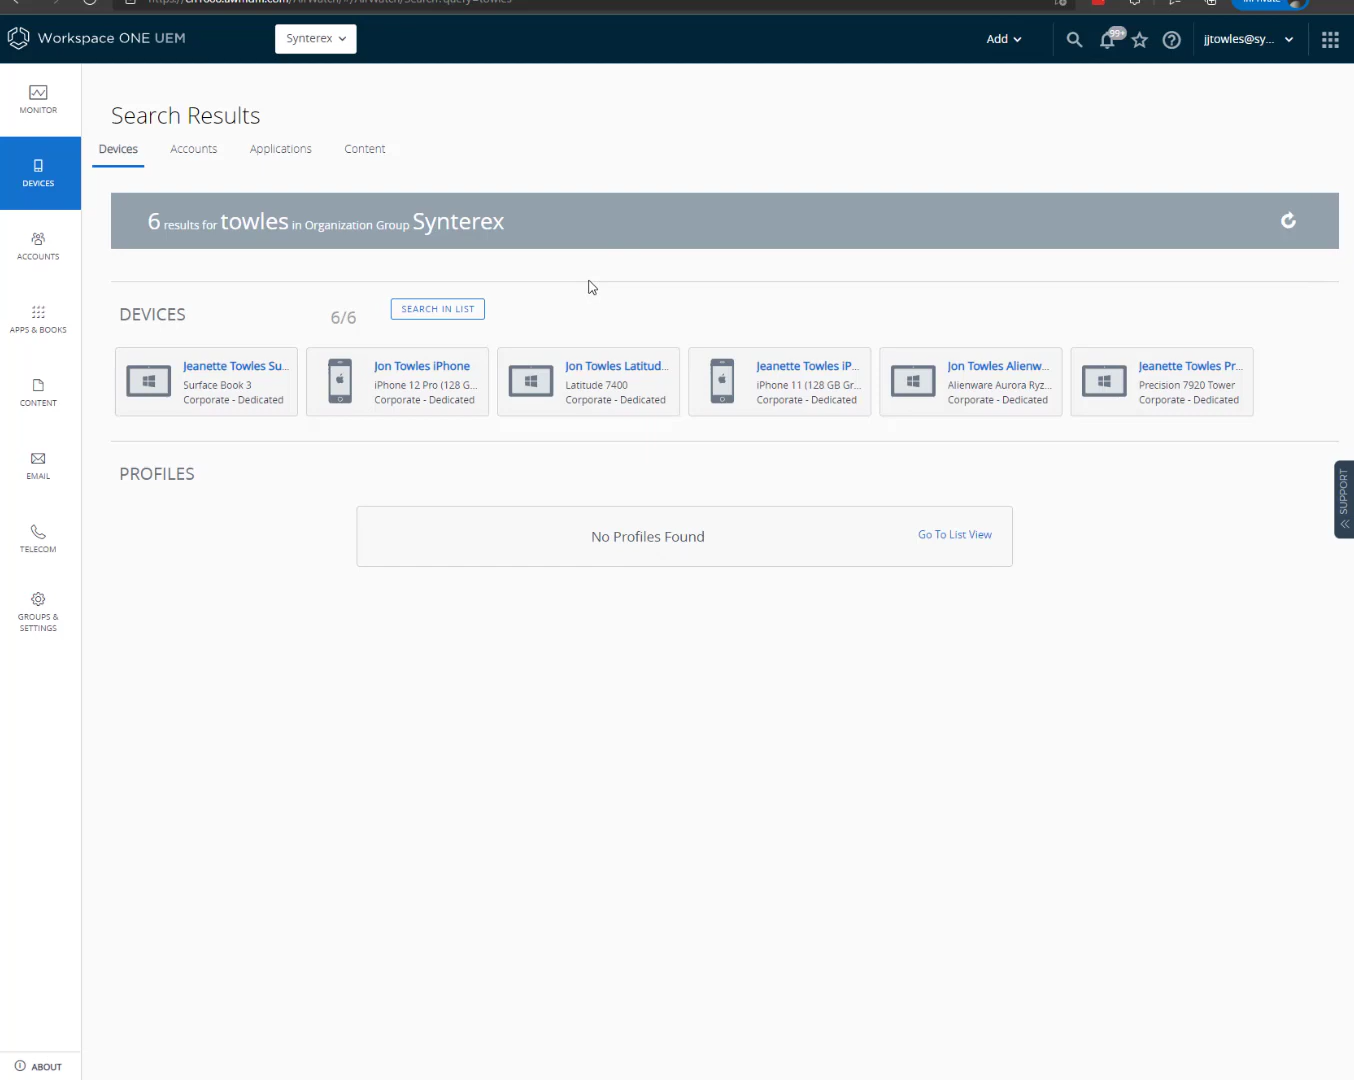 Workspace ONE UEM
Synterex
Add
99+
jjtowles@sy...
MONITOR
DEVICES
ACCOUNTS
APPS & BOOKS
CONTENT
EMAIL
TELECOM
GROUPS &
SETTINGS
ABOUT
Search Results
Devices Accounts Applications Content
6 results for towles in Organization Group Synterex
DEVICES 6/6 SEARCH IN LIST
Jeanette Towles Su...
Surface Book 3
Corporate - Dedicated
Jon Towles iPhone
iPhone 12 Pro (128 G...
Corporate - Dedicated
Jon Towles Latitud...
Latitude 7400
Corporate - Dedicated
Jeanette Towles iP...
iPhone 11 (128 GB Gr...
Corporate - Dedicated
Jon Towles Alienw...
Alienware Aurora Ryz...
Corporate - Dedicated
Jeanette Towles Pr...
Precision 7920 Tower
Corporate - Dedicated
PROFILES
No Profiles Found
Go To List View
SUPPORT